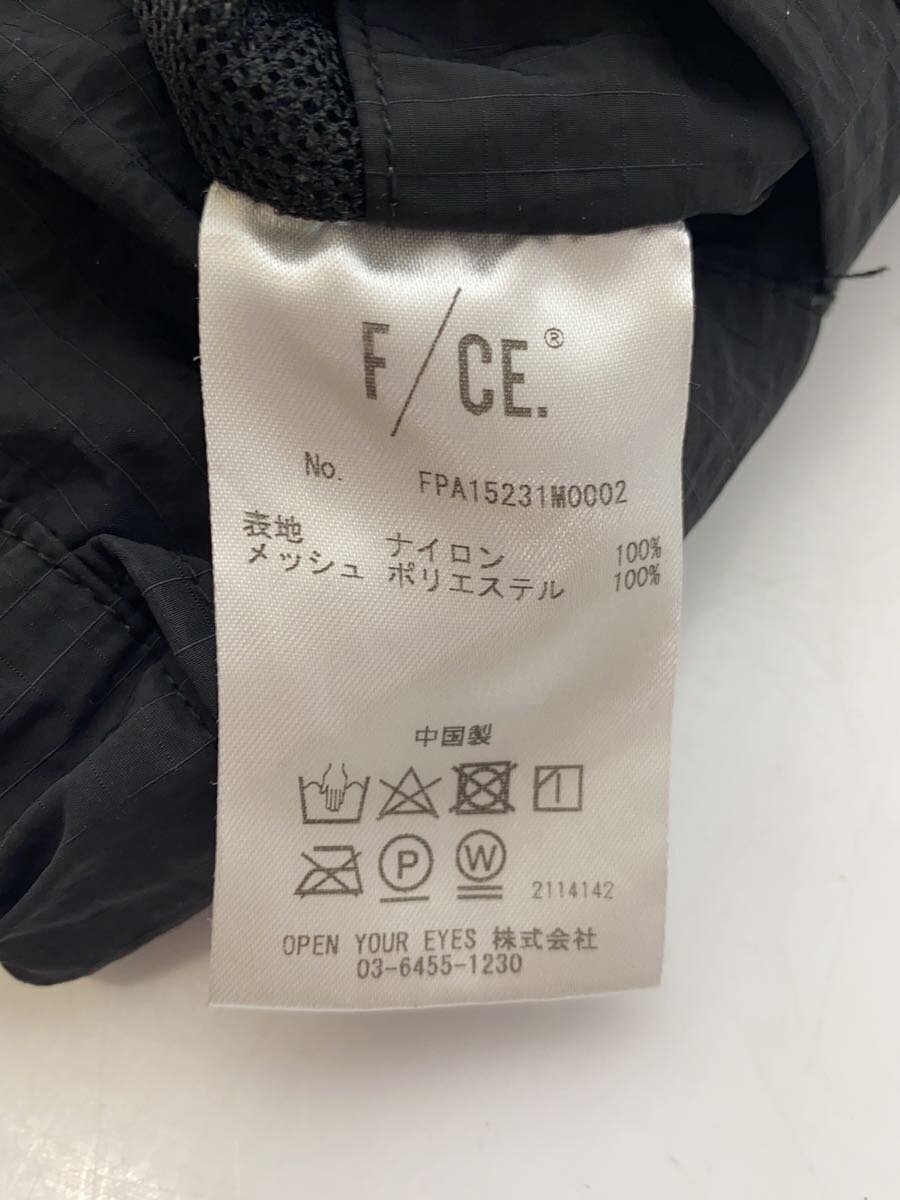 F/CE.®
No. FPA15231M0002
表地 ナイロン 100%
メッシュ ポリエステル 100%
中国製
P W 2114142
OPEN YOUR EYES 株式会社
03-6455-1230